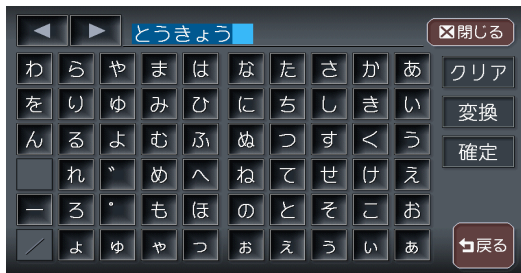 ◀ ▶ とうきょう ✕閉じる
わ ら や ま は な た さ か あ クリア
を り ゆ み ひ に ち し き い 変換
ん る よ む ふ ぬ つ す く う 確定
れ ゛ め へ ね て せ け え
ー ろ ゜ も ほ の と そ こ お
／ ょ ゅ ゃ っ ぉ ぇ ぅ ぃ ぁ 戻る